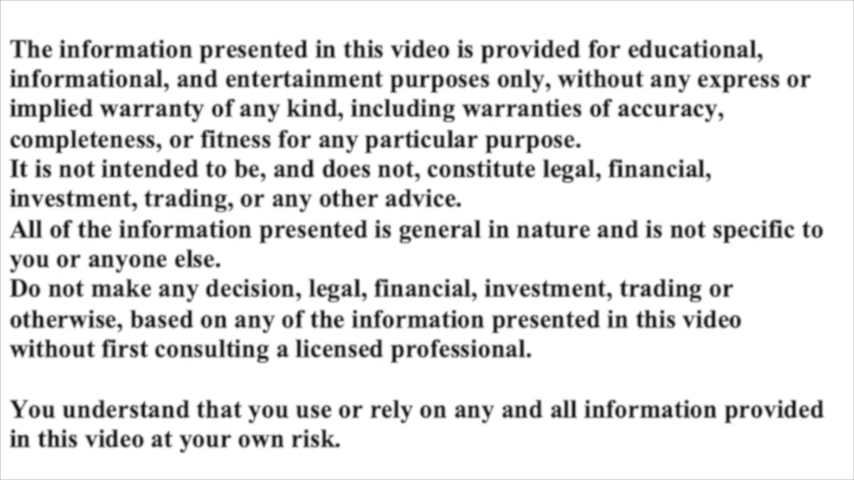 The information presented in this video is provided for educational,
informational, and entertainment purposes only, without any express or
implied warranty of any kind, including warranties of accuracy,
completeness, or fitness for any particular purpose.
It is not intended to be, and does not, constitute legal, financial,
investment, trading, or any other advice.
All of the information presented is general in nature and is not specific to
you or anyone else.
Do not make any decision, legal, financial, investment, trading or
otherwise, based on any of the information presented in this video
without first consulting a licensed professional.
You understand that you use or rely on any and all information provided
in this video at your own risk.